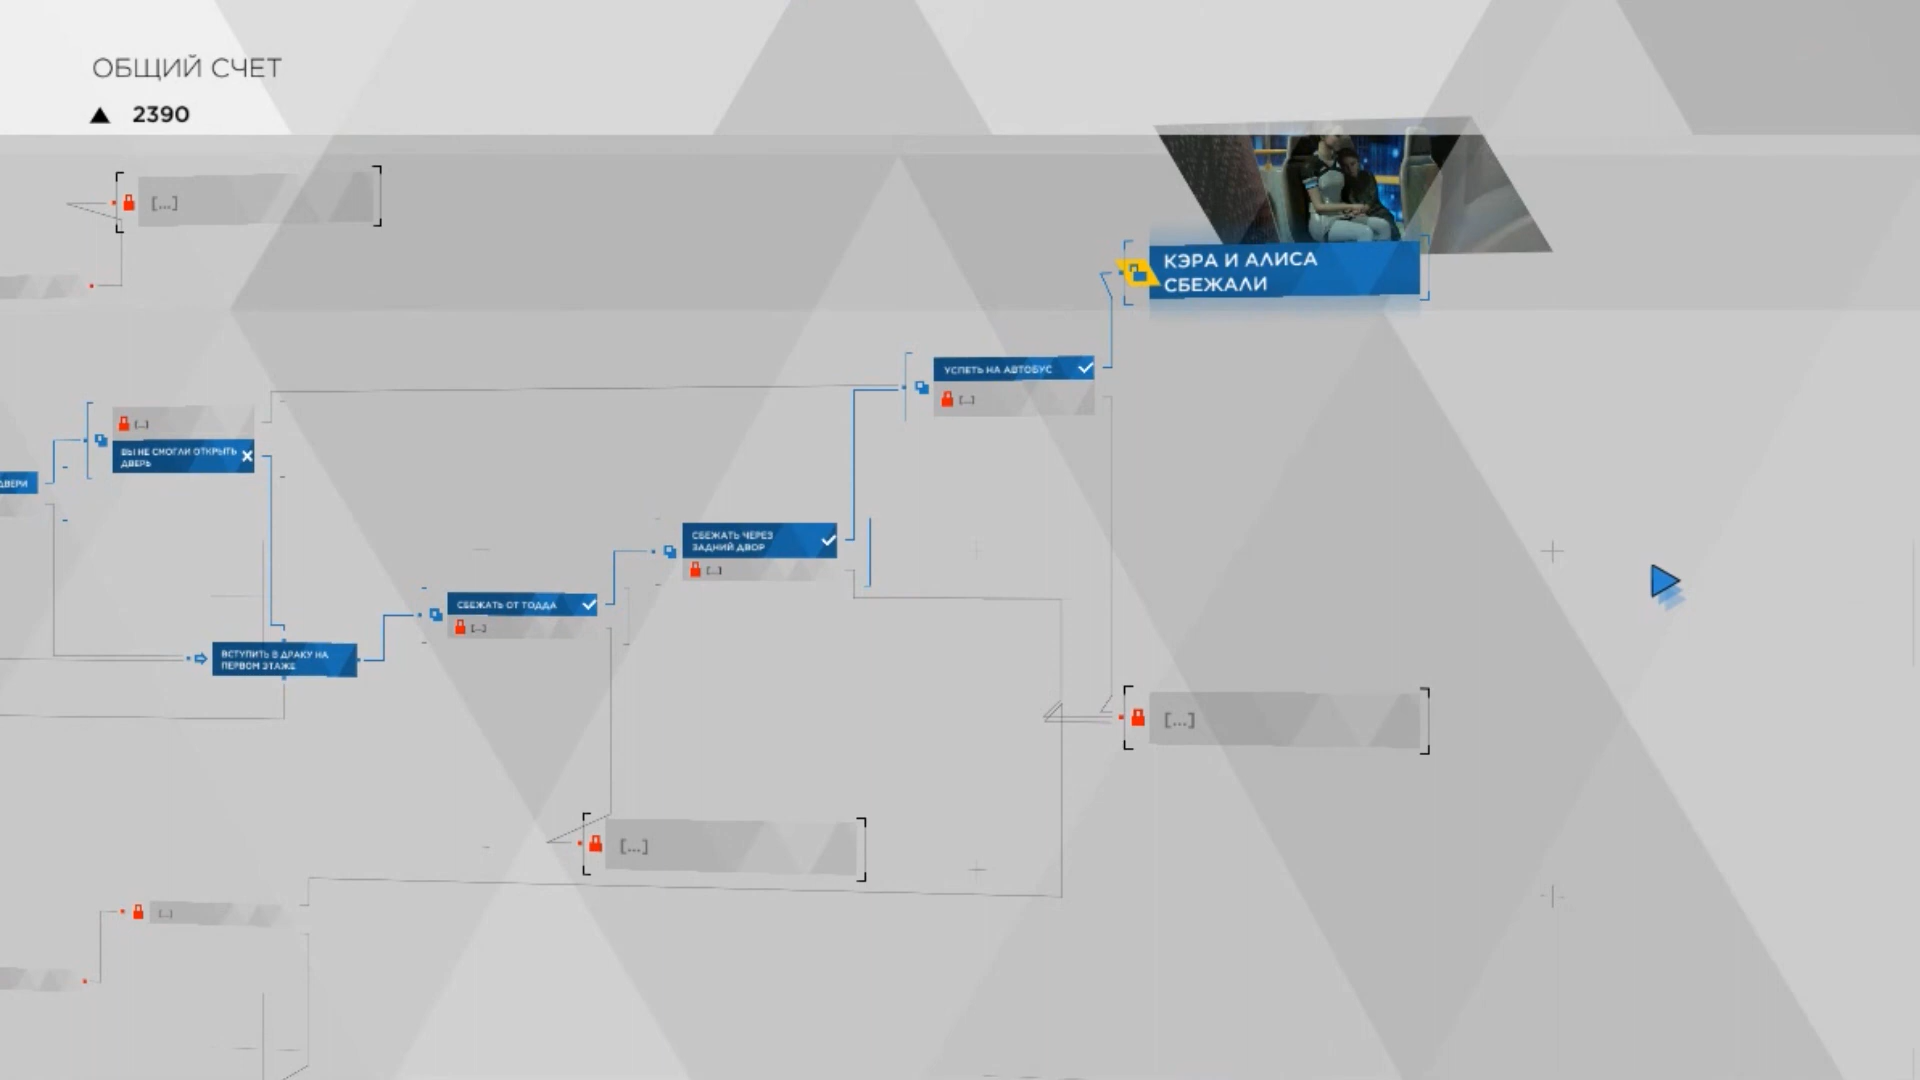 ОБЩИЙ СЧЕТ
2390
[...]
КЭРА И АЛИСА
СБЕЖАЛИ
УСПЕТЬ НА АВТОБУС
[...]
[...]
ВЫ НЕ СМОГЛИ ОТКРЫТЬ
ДВЕРЬ
ДВЕРИ
СБЕЖАТЬ ЧЕРЕЗ
ЗАДНИЙ ДВОР
[...]
СБЕЖАТЬ ОТ ТОДДА
[...]
ВСТУПИТЬ В ДРАКУ НА
ПЕРВОМ ЭТАЖЕ
[...]
[...]
[...]